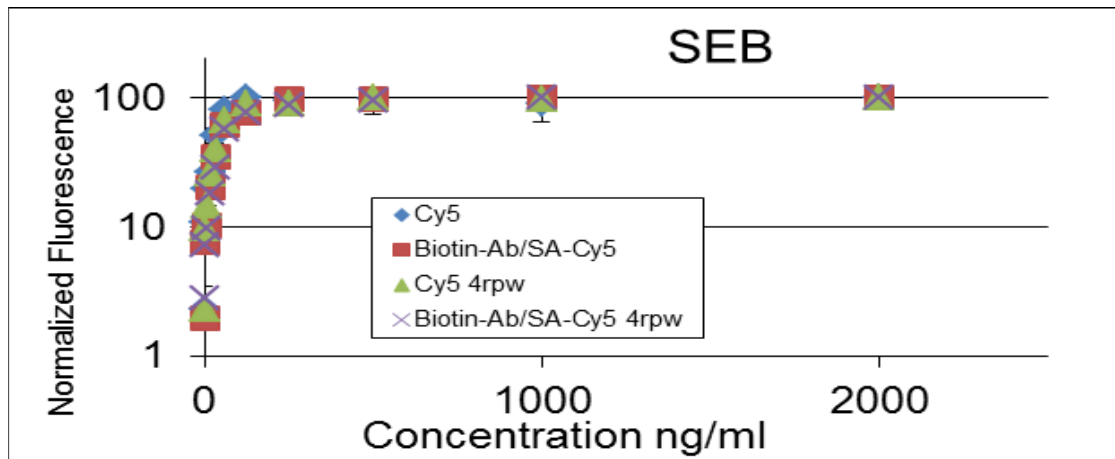 SEB
Normalized Fluorescence
100
10
1
Cy5
Biotin-Ab/SA-Cy5
Cy5 4rpw
Biotin-Ab/SA-Cy5 4rpw
0 1000 2000
Concentration ng/ml